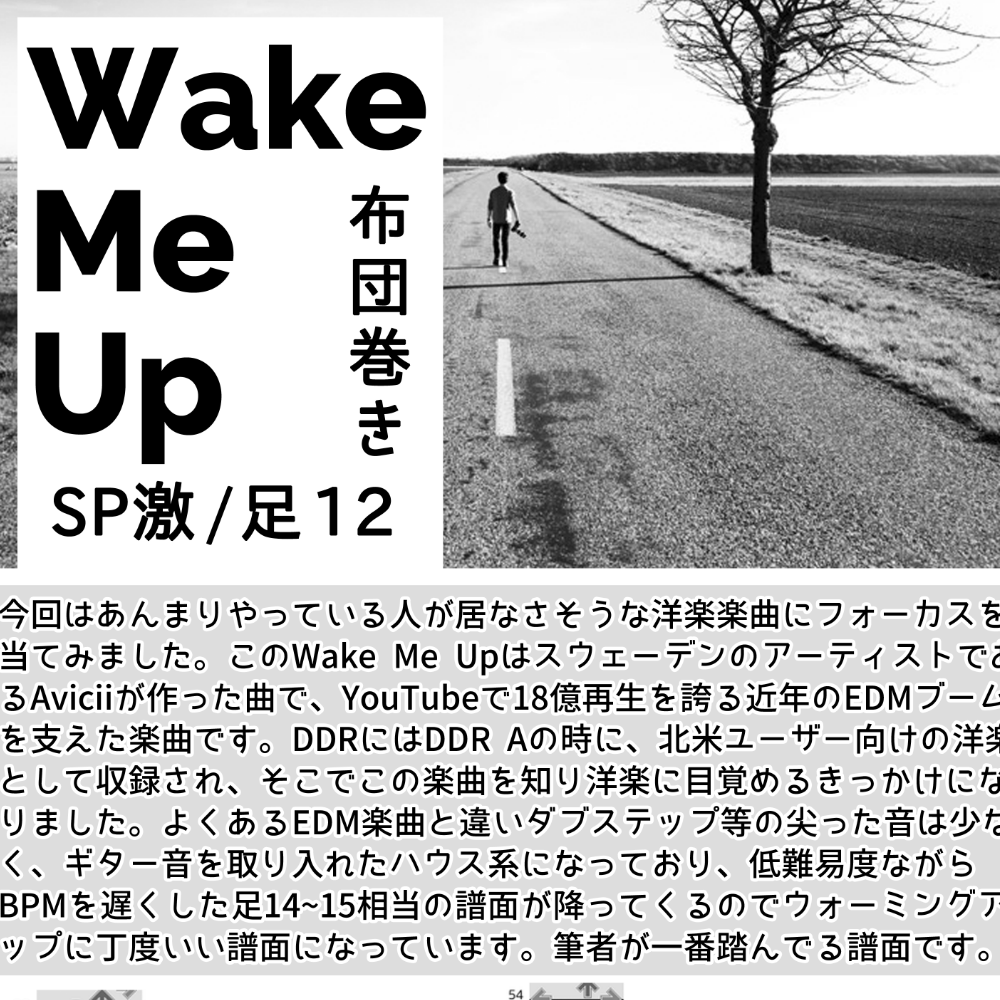 Wake
Me
Up
布団巻き
SP激/足12
今回はあんまりやっている人が居なさそうな洋楽楽曲にフォーカスを
当てみました。このWake Me Upはスウェーデンのアーティストであ
るAviciiが作った曲で、YouTubeで18億再生を誇る近年のEDMブーム
を支えた楽曲です。DDRにはDDR Aの時に、北米ユーザー向けの洋楽
として収録され、そこでこの楽曲を知り洋楽に目覚めるきっかけにな
りました。よくあるEDM楽曲と違いダブステップ等の尖った音は少な
く、ギター音を取り入れたハウス系になっており、低難易度ながら
BPMを遅くした足14~15相当の譜面が降ってくるのでウォーミングア
ップに丁度いい譜面になっています。筆者が一番踏んでる譜面です。
54